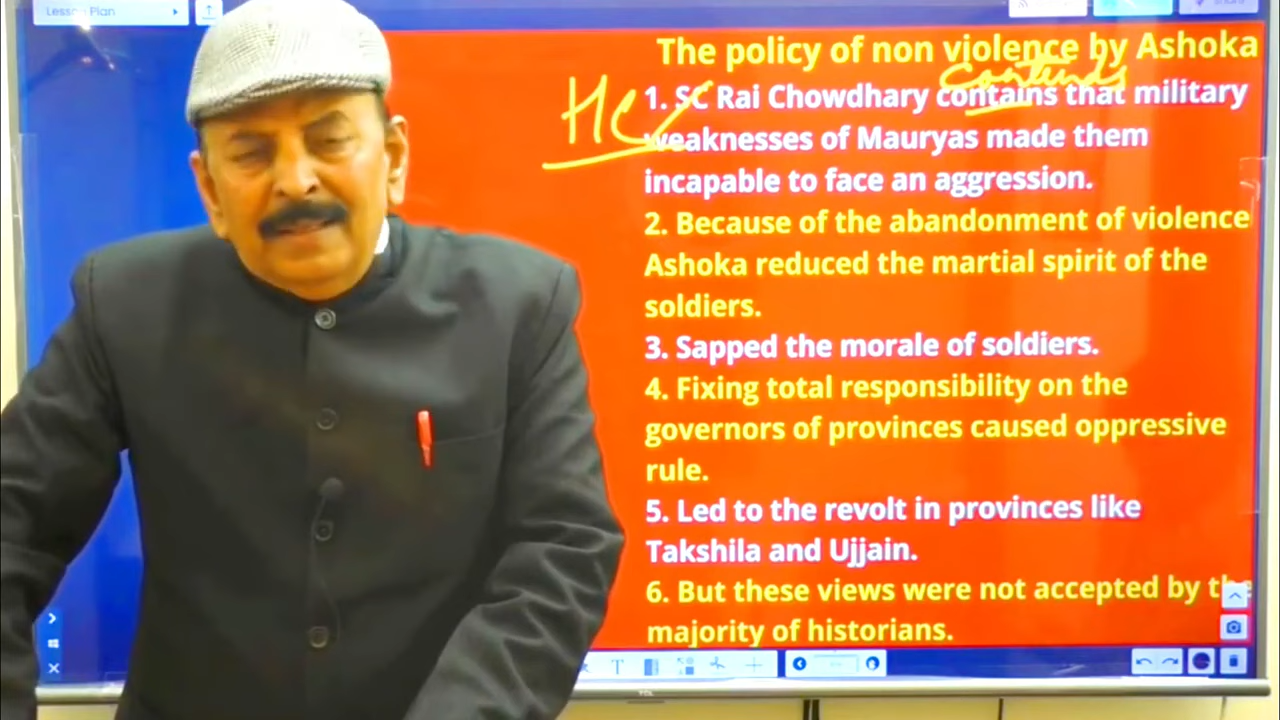 Lesson Plan
Share
The policy of non violence by Ashoka
contends
HC
1. SC Rai Chowdhary contains that military
weaknesses of Mauryas made them
incapable to face an aggression.
2. Because of the abandonment of violence
Ashoka reduced the martial spirit of the
soldiers.
3. Sapped the morale of soldiers.
4. Fixing total responsibility on the
governors of provinces caused oppressive
rule.
5. Led to the revolt in provinces like
Takshila and Ujjain.
6. But these views were not accepted by the
majority of historians.
T
TCL